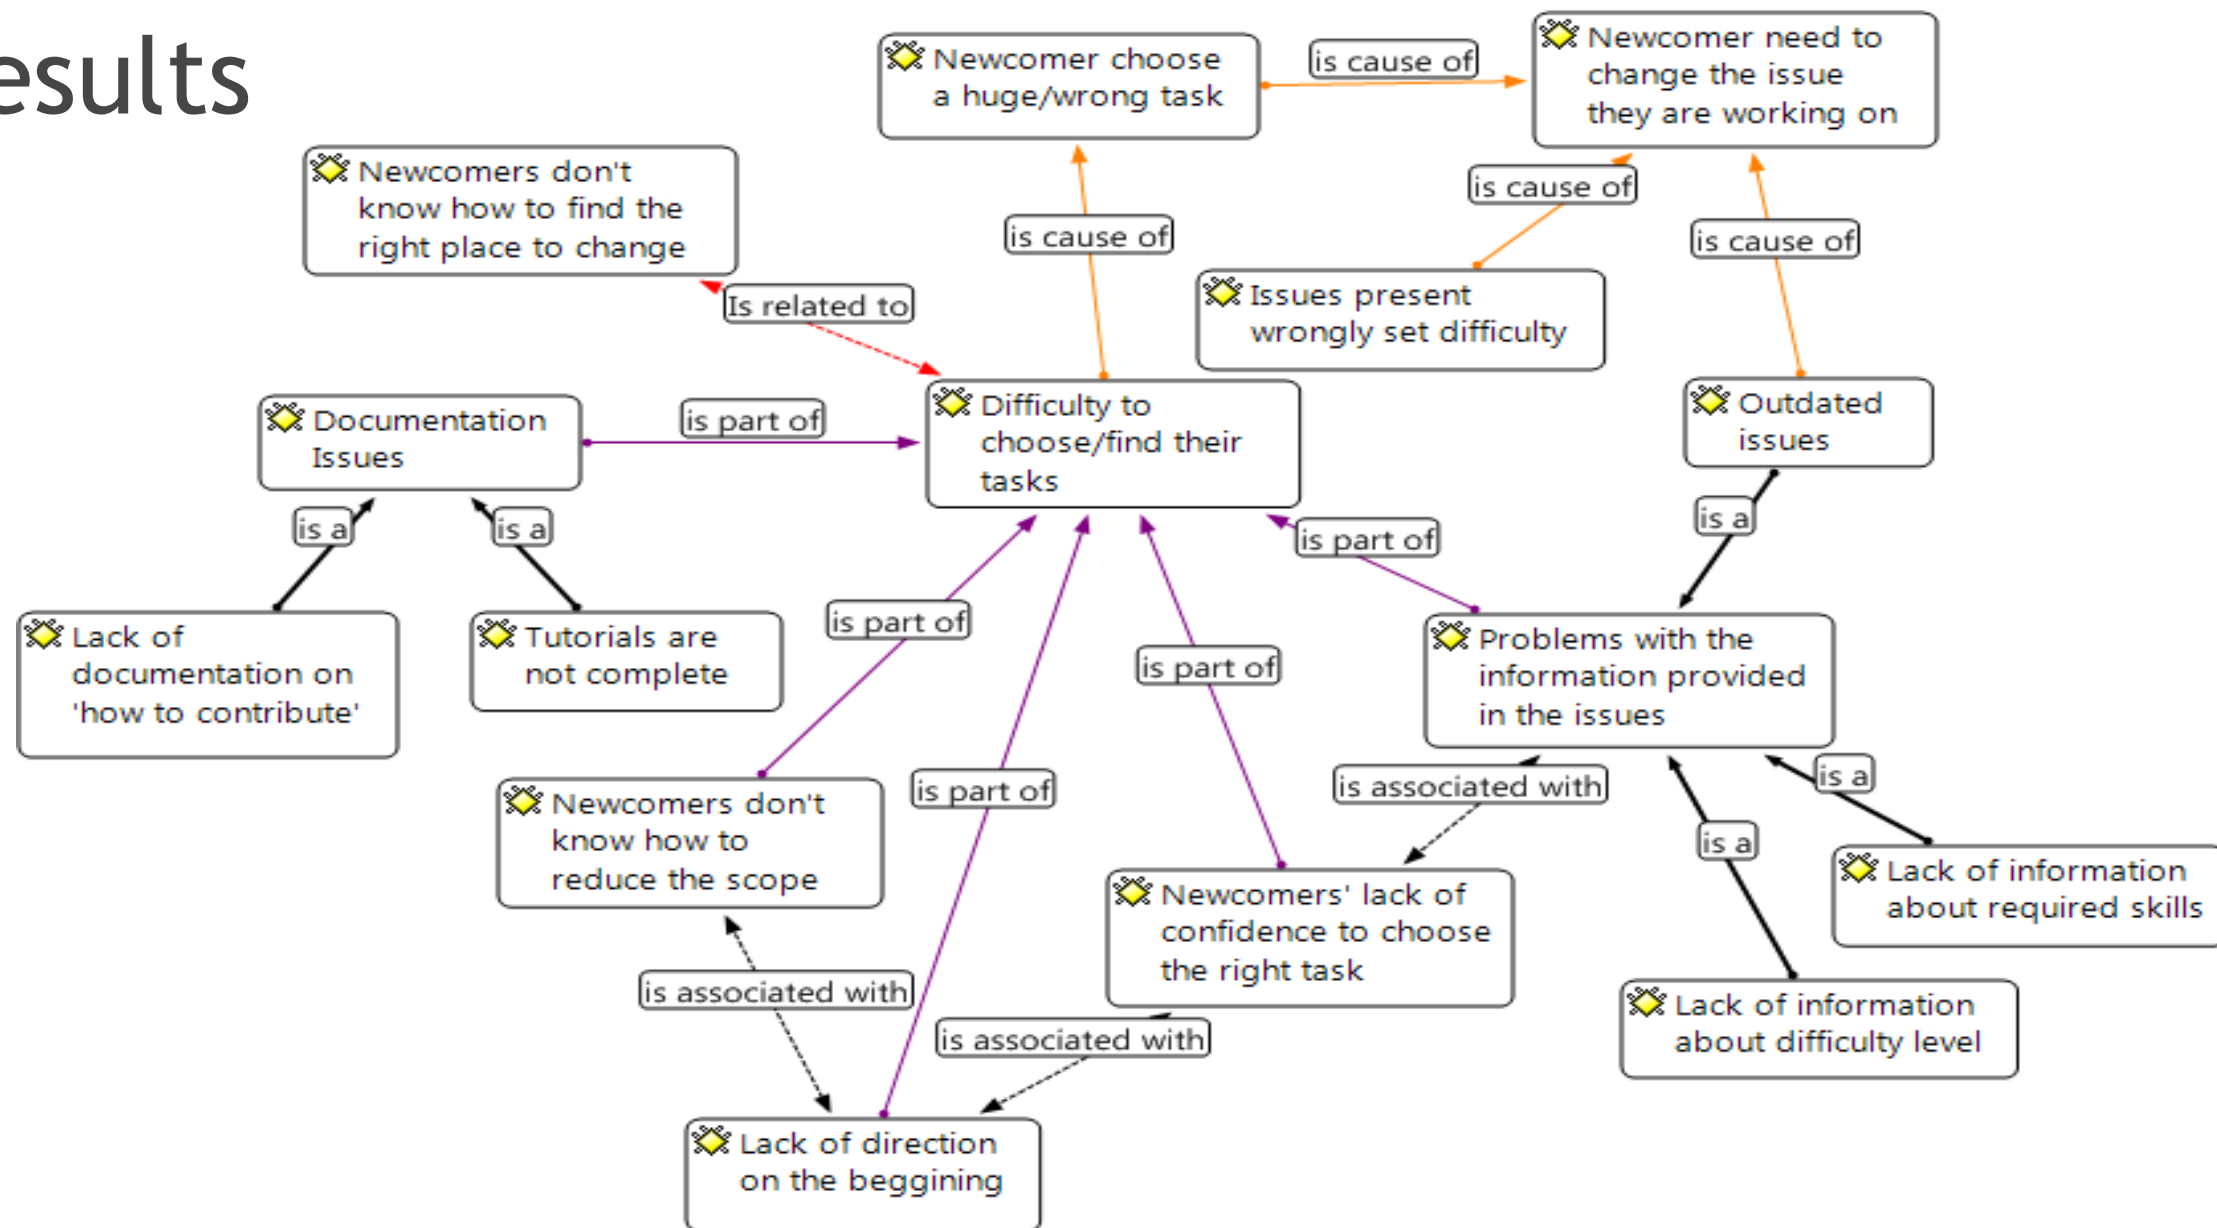 esults
Newcomer choose
a huge/wrong task
is cause of
Newcomer need to
change the issue
they are working on
Newcomers don't
know how to find the
right place to change
is cause of
is cause of
is cause of
Is related to
Issues present
wrongly set difficulty
Documentation
Issues
is part of
Difficulty to
choose/find their
tasks
Outdated
issues
is a
is a
is part of
is a
Lack of
documentation on
'how to contribute'
Tutorials are
not complete
is part of
is part of
Problems with the
information provided
in the issues
is part of
is associated with
is a
is a
Newcomers don't
know how to
reduce the scope
Newcomers' lack of
confidence to choose
the right task
Lack of information
about required skills
is associated with
is associated with
Lack of information
about difficulty level
Lack of direction
on the beggining